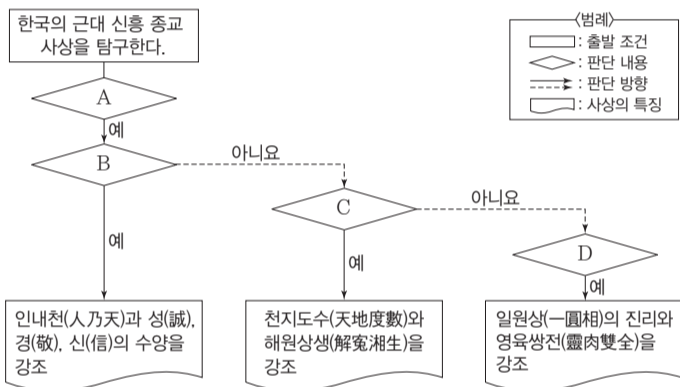 한국의 근대 신흥 종교
사상을 탐구한다.
〈범례〉
: 출발 조건
: 판단 내용
: 판단 방향
: 사상의 특징
A
예
B
아니요
예
C
아니요
예
D
예
인내천(人乃天)과 성(誠),
경(敬), 신(信)의 수양을
강조
천지도수(天地度數)와
해원상생(解冤湘生)을
강조
일원상(一圓相)의 진리와
영육쌍전(靈肉雙全)을
강조